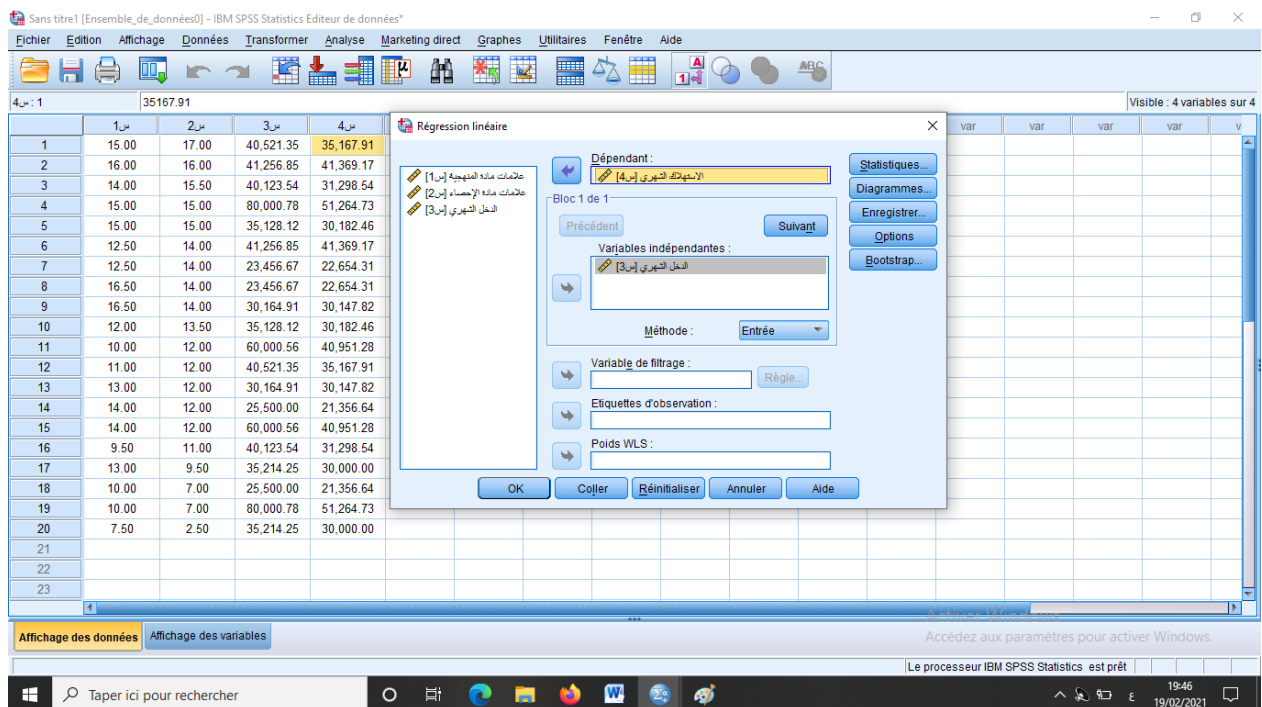 Sans titre1 [Ensemble_de_données0] - IBM SPSS Statistics Editeur de données*
Fichier Edition Affichage Données Transformer Analyse Marketing direct Graphes Utilitaires Fenêtre Aide
4س : 1 35167.91 Visible : 4 variables sur 4
س1 س2 س3 س4 var var var var
1 15.00 17.00 40,521.35 35,167.91
2 16.00 16.00 41,256.85 41,369.17
3 14.00 15.50 40,123.54 31,298.54
4 15.00 15.00 80,000.78 51,264.73
5 15.00 15.00 35,128.12 30,182.46
6 12.50 14.00 41,256.85 41,369.17
7 12.50 14.00 23,456.67 22,654.31
8 16.50 14.00 23,456.67 22,654.31
9 16.50 14.00 30,164.91 30,147.82
10 12.00 13.50 35,128.12 30,182.46
11 10.00 12.00 60,000.56 40,951.28
12 11.00 12.00 40,521.35 35,167.91
13 13.00 12.00 30,164.91 30,147.82
14 14.00 12.00 25,500.00 21,356.64
15 14.00 12.00 60,000.56 40,951.28
16 9.50 11.00 40,123.54 31,298.54
17 13.00 9.50 35,214.25 30,000.00
18 10.00 7.00 25,500.00 21,356.64
19 10.00 7.00 80,000.78 51,264.73
20 7.50 2.50 35,214.25 30,000.00
21
22
23
Régression linéaire
علامات مادة المنهجية [س1]
علامات مادة الإحصاء [س2]
الدخل الشهري [س3]
Dépendant :
الاستهلاك الشهري [س4]
Bloc 1 de 1
Précédent Suivant
Variables indépendantes :
الدخل الشهري [س3]
Méthode : Entrée
Variable de filtrage :
Règle...
Etiquettes d'observation :
Poids WLS :
Statistiques...
Diagrammes...
Enregistrer...
Options
Bootstrap...
OK Coller Réinitialiser Annuler Aide
Affichage des données Affichage des variables
Activer Windows
Accédez aux paramètres pour activer Windows.
Le processeur IBM SPSS Statistics est prêt
Taper ici pour rechercher
ع
19:46
19/02/2021